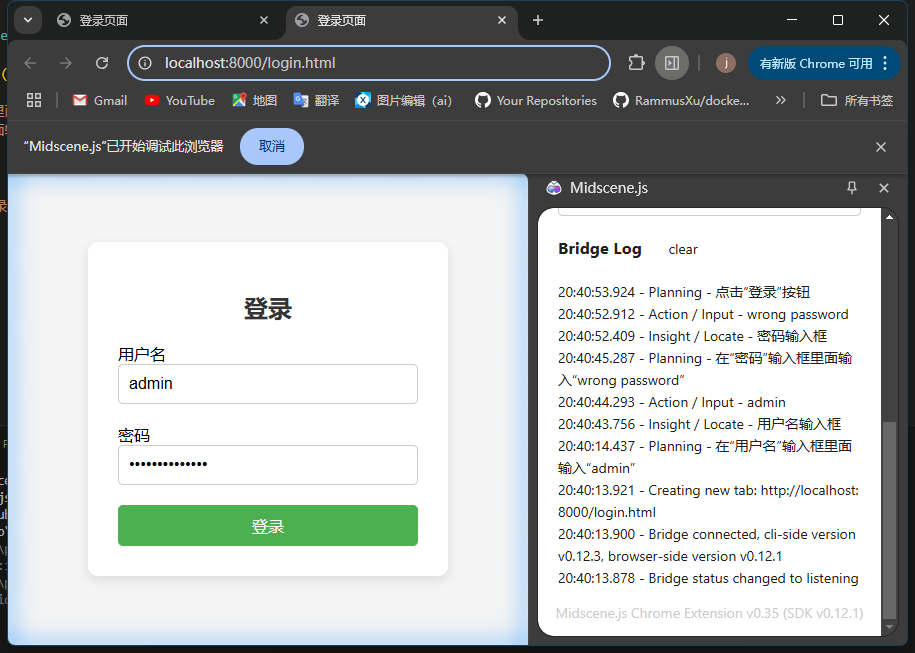 登录页面
登录页面
localhost:8000/login.html
j
有新版 Chrome 可用
Gmail
YouTube
地图
翻译
图片编辑（ai）
Your Repositories
RammusXu/docke...
所有书签
“Midscene.js”已开始调试此浏览器
取消
登录
用户名
admin
密码
••••••••••••••
登录
Midscene.js
Bridge Log
clear
20:40:53.924 - Planning - 点击“登录”按钮
20:40:52.912 - Action / Input - wrong password
20:40:52.409 - Insight / Locate - 密码输入框
20:40:45.287 - Planning - 在“密码”输入框里面输
入“wrong password”
20:40:44.293 - Action / Input - admin
20:40:43.756 - Insight / Locate - 用户名输入框
20:40:14.437 - Planning - 在“用户名”输入框里面
输入“admin”
20:40:13.921 - Creating new tab: http://localhost:
8000/login.html
20:40:13.900 - Bridge connected, cli-side version
v0.12.3, browser-side version v0.12.1
20:40:13.878 - Bridge status changed to listening
Midscene.js Chrome Extension v0.35 (SDK v0.12.1)